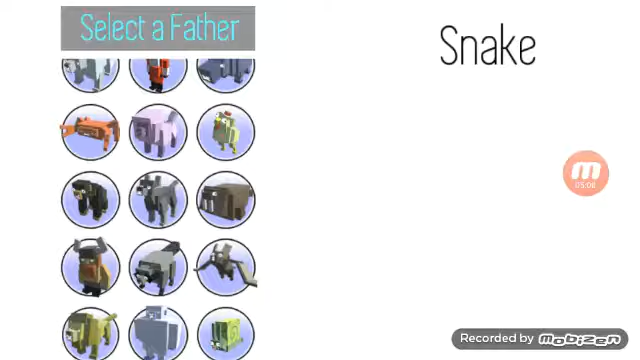 Select a Father
Snake
05:08
Recorded by
MOBIZEN